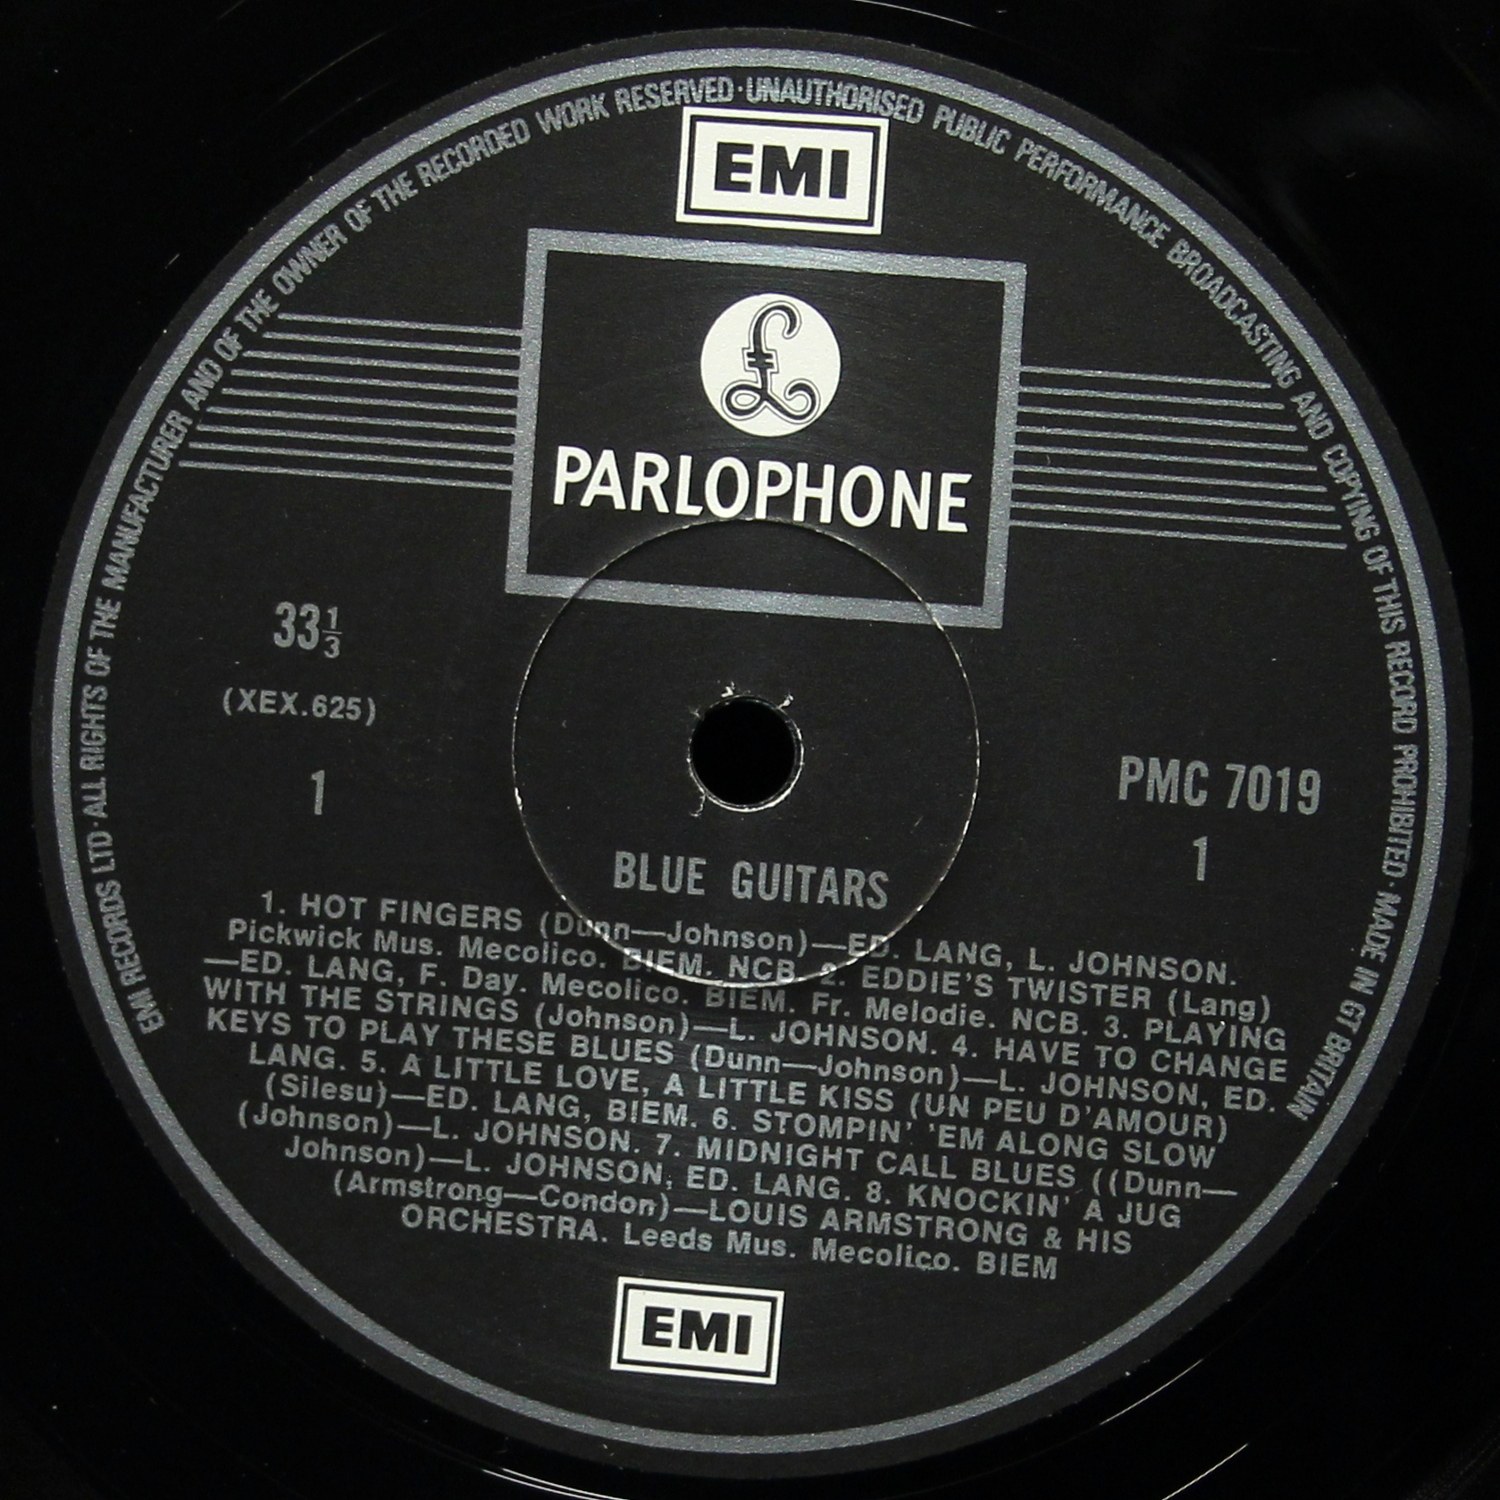 EMI RECORDS LTD · ALL RIGHTS OF THE MANUFACTURER AND OF THE OWNER OF THE RECORDED WORK RESERVED · UNAUTHORISED PUBLIC PERFORMANCE BROADCASTING AND COPYING OF THIS RECORD PROHIBITED · MADE IN GT BRITAIN
EMI
£
PARLOPHONE
33⅓
(XEX.625)
1
PMC 7019
1
BLUE GUITARS
1. HOT FINGERS (Dunn—Johnson)—ED. LANG, L. JOHNSON.
Pickwick Mus. Mecolico. BIEM. NCB. 2. EDDIE'S TWISTER (Lang)
—ED. LANG, F. Day. Mecolico. BIEM. Fr. Melodie. NCB. 3. PLAYING
WITH THE STRINGS (Johnson)—L. JOHNSON. 4. HAVE TO CHANGE
KEYS TO PLAY THESE BLUES (Dunn—Johnson)—L. JOHNSON, ED.
LANG. 5. A LITTLE LOVE, A LITTLE KISS (UN PEU D'AMOUR)
(Silesu)—ED. LANG, BIEM. 6. STOMPIN' 'EM ALONG SLOW
(Johnson)—L. JOHNSON. 7. MIDNIGHT CALL BLUES ((Dunn—
Johnson)—L. JOHNSON, ED. LANG. 8. KNOCKIN' A JUG
(Armstrong—Condon)—LOUIS ARMSTRONG & HIS
ORCHESTRA. Leeds Mus. Mecolico. BIEM
EMI